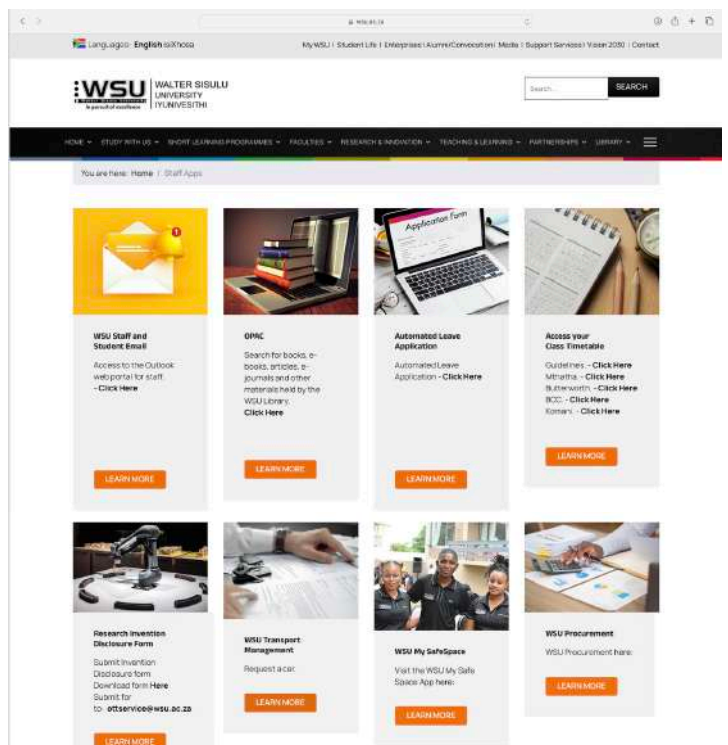 wsu.ac.za
Languages: English isiXhosa
My WSU | Student Life | Enterprises | Alumni/Convocation | Media | Support Services | Vision 2030 | Contact
WSU
WALTER SISULU
UNIVERSITY
IYUNIVESITHI
In pursuit of excellence
Search...
SEARCH
HOME STUDY WITH US SHORT LEARNING PROGRAMMES FACULTIES RESEARCH & INNOVATION TEACHING & LEARNING PARTNERSHIPS LIBRARY
You are here: Home / Staff Apps
1
WSU Staff and
Student Email
Access to the Outlook
web portal for staff.
- Click Here
LEARN MORE
OPAC
Search for books, e-
books, articles, e-
journals and other
materials held by the
WSU Library.
Click Here
LEARN MORE
Application Form
Automated Leave
Application
Automated Leave
Application - Click Here
LEARN MORE
Access your
Class Timetable
Guidelines. - Click Here
Mthatha. - Click Here
Butterworth. - Click Here
BCC. - Click Here
Komani. - Click Here
LEARN MORE
Research Invention
Disclosure Form
Submit Invention
Disclosure form
Download form Here
Submit for
to: ottservice@wsu.ac.za
LEARN MORE
WSU Transport
Management
Request a car.
LEARN MORE
WSU My SafeSpace
Visit the WSU My Safe
Space App here:
LEARN MORE
WSU Procurement
WSU Procurement here:
LEARN MORE